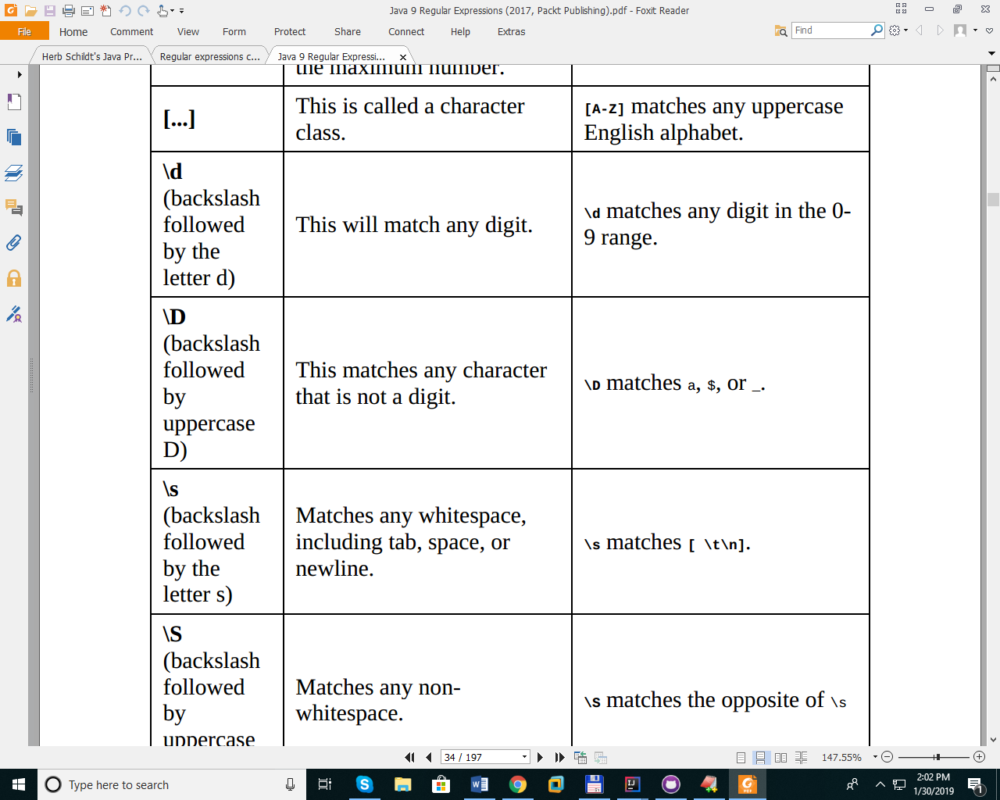 Java 9 Regular Expressions (2017, Packt Publishing).pdf - Foxit Reader
File Home Comment View Form Protect Share Connect Help Extras Find
Herb Schildt's Java Pr... Regular expressions c... Java 9 Regular Expressi...
the maximum number.
[...]
This is called a character
class.
[A-Z] matches any uppercase
English alphabet.
\d
(backslash
followed
by the
letter d)
This will match any digit.
\d matches any digit in the 0-
9 range.
\D
(backslash
followed
by
uppercase
D)
This matches any character
that is not a digit.
\D matches a, $, or _.
\s
(backslash
followed
by the
letter s)
Matches any whitespace,
including tab, space, or
newline.
\s matches [ \t\n].
\S
(backslash
followed
by
uppercase
Matches any non-
whitespace.
\S matches the opposite of \s
34 / 197
147.55%
Type here to search
2:02 PM
1/30/2019